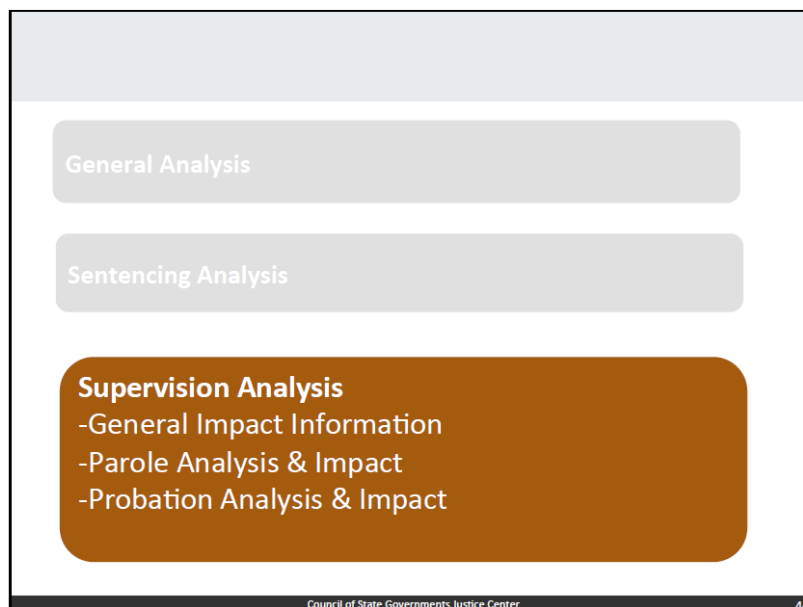 General Analysis
Sentencing Analysis
Supervision Analysis
-General Impact Information
-Parole Analysis & Impact
-Probation Analysis & Impact
Council of State Governments Justice Center